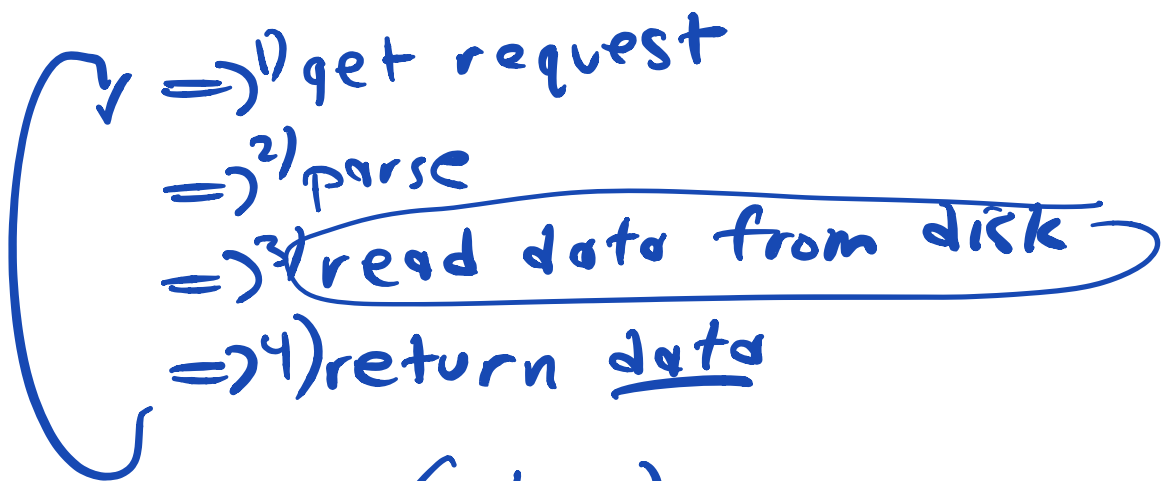 => 1) get request
=> 2) parse
=> 3) read data from disk
=> 4) return data